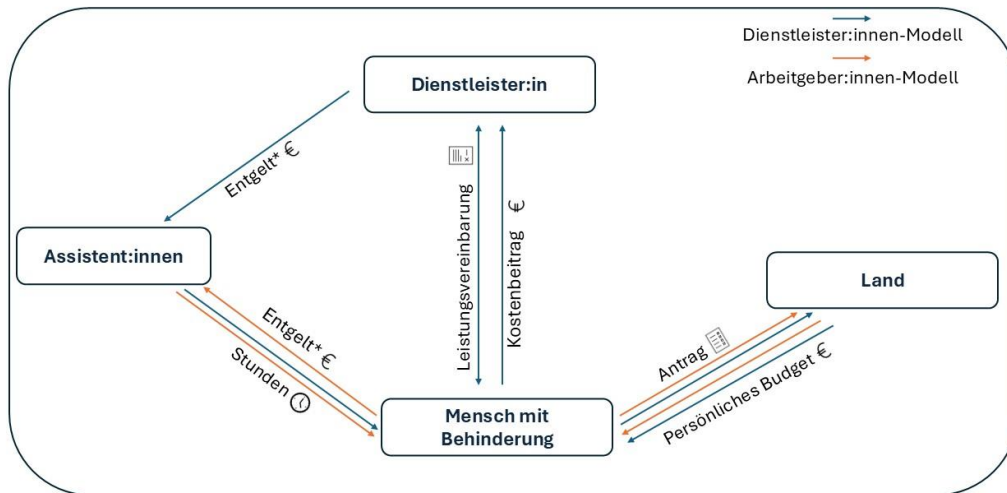 Dienstleister:innen-Modell
Arbeitgeber:innen-Modell
Dienstleister:in
Entgelt* €
Leistungsvereinbarung
Kostenbeitrag €
Assistent:innen
Land
Entgelt* €
Stunden
Antrag
Persönliches Budget €
Mensch mit
Behinderung